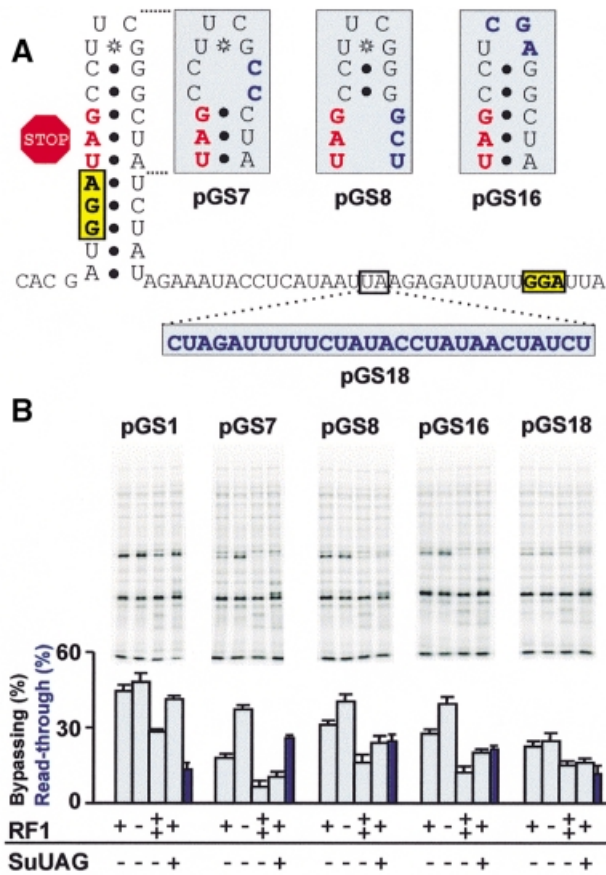 A
U C U C U C C G
U G U G U G U A
C G C C C G C G
C G C C C G C G
STOP
G C G C G G G C
A U A U A C A U
U A U A U U U A
A U pGS7 pGS8 pGS16
G C
G U
U A
CAC G A UAGAAAUACCUCAUAAUUAAGAGAUUAUUGGAUUA
CUAGAUUUUUCUAUACCUAUAACUAUCU
pGS18
B
pGS1 pGS7 pGS8 pGS16 pGS18
Bypassing (%)
Read-through (%)
60
30
0
RF1 + - ++ + + - ++ + + - ++ + + - ++ + + - ++ +
SuUAG - - - + - - - + - - - + - - - + - - - +